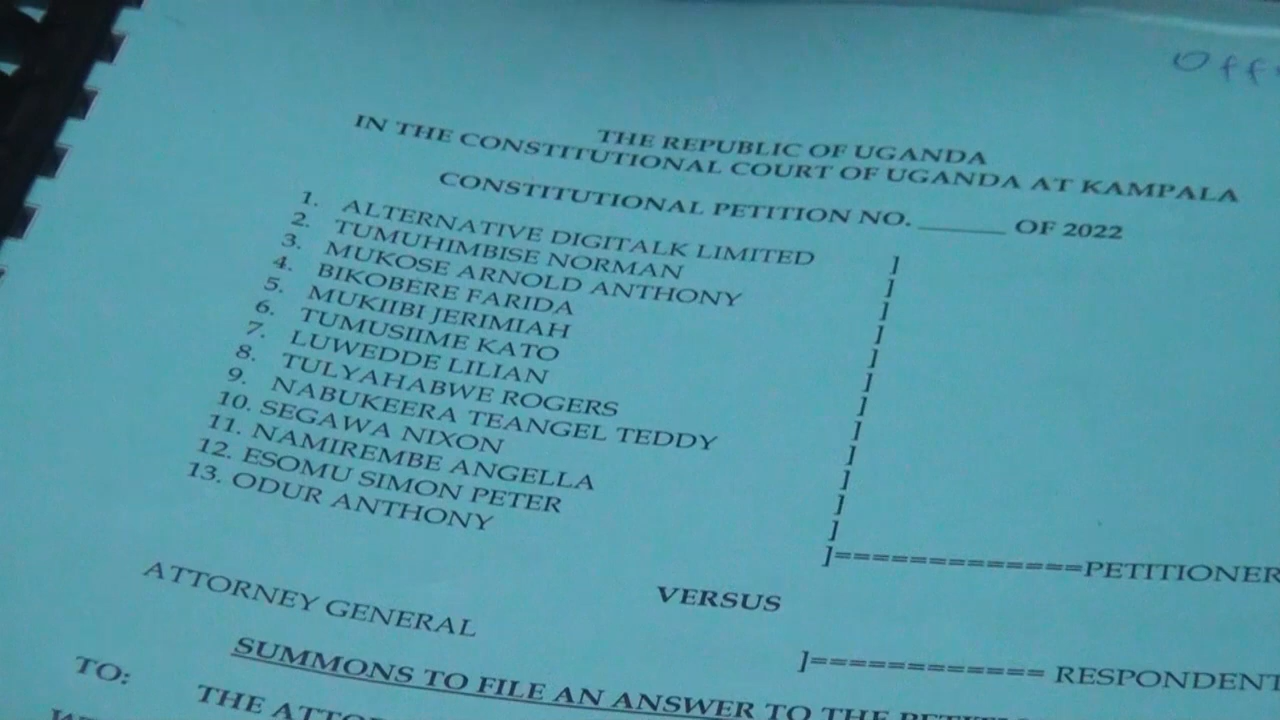 Off
THE REPUBLIC OF UGANDA
IN THE CONSTITUTIONAL COURT OF UGANDA AT KAMPALA
CONSTITUTIONAL PETITION NO. ______ OF 2022
1. ALTERNATIVE DIGITALK LIMITED ]
2. TUMUHIMBISE NORMAN ]
3. MUKOSE ARNOLD ANTHONY ]
4. BIKOBERE FARIDA ]
5. MUKIIBI JERIMIAH ]
6. TUMUSIIME KATO ]
7. LUWEDDE LILIAN ]
8. TULYAHABWE ROGERS ]
9. NABUKEERA TEANGEL TEDDY ]
10. SEGAWA NIXON ]
11. NAMIREMBE ANGELLA ]
12. ESOMU SIMON PETER ]
13. ODUR ANTHONY ]=============PETITIONER
VERSUS
ATTORNEY GENERAL ]============ RESPONDENT
SUMMONS TO FILE AN ANSWER TO THE
TO: THE